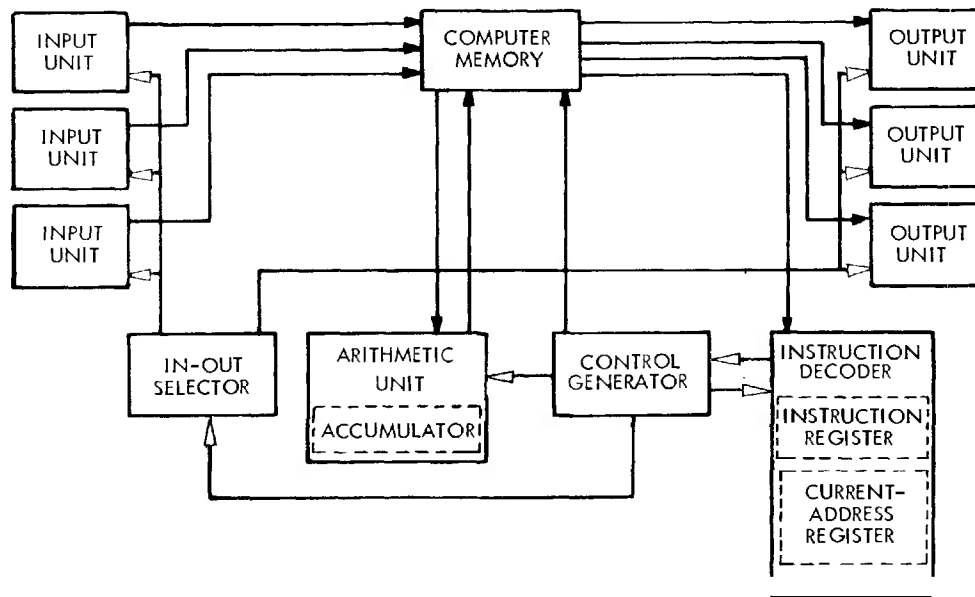 INPUT
UNIT
COMPUTER
MEMORY
OUTPUT
UNIT
INPUT
UNIT
OUTPUT
UNIT
INPUT
UNIT
OUTPUT
UNIT
IN-OUT
SELECTOR
ARITHMETIC
UNIT
ACCUMULATOR
CONTROL
GENERATOR
INSTRUCTION
DECODER
INSTRUCTION
REGISTER
CURRENT-
ADDRESS
REGISTER